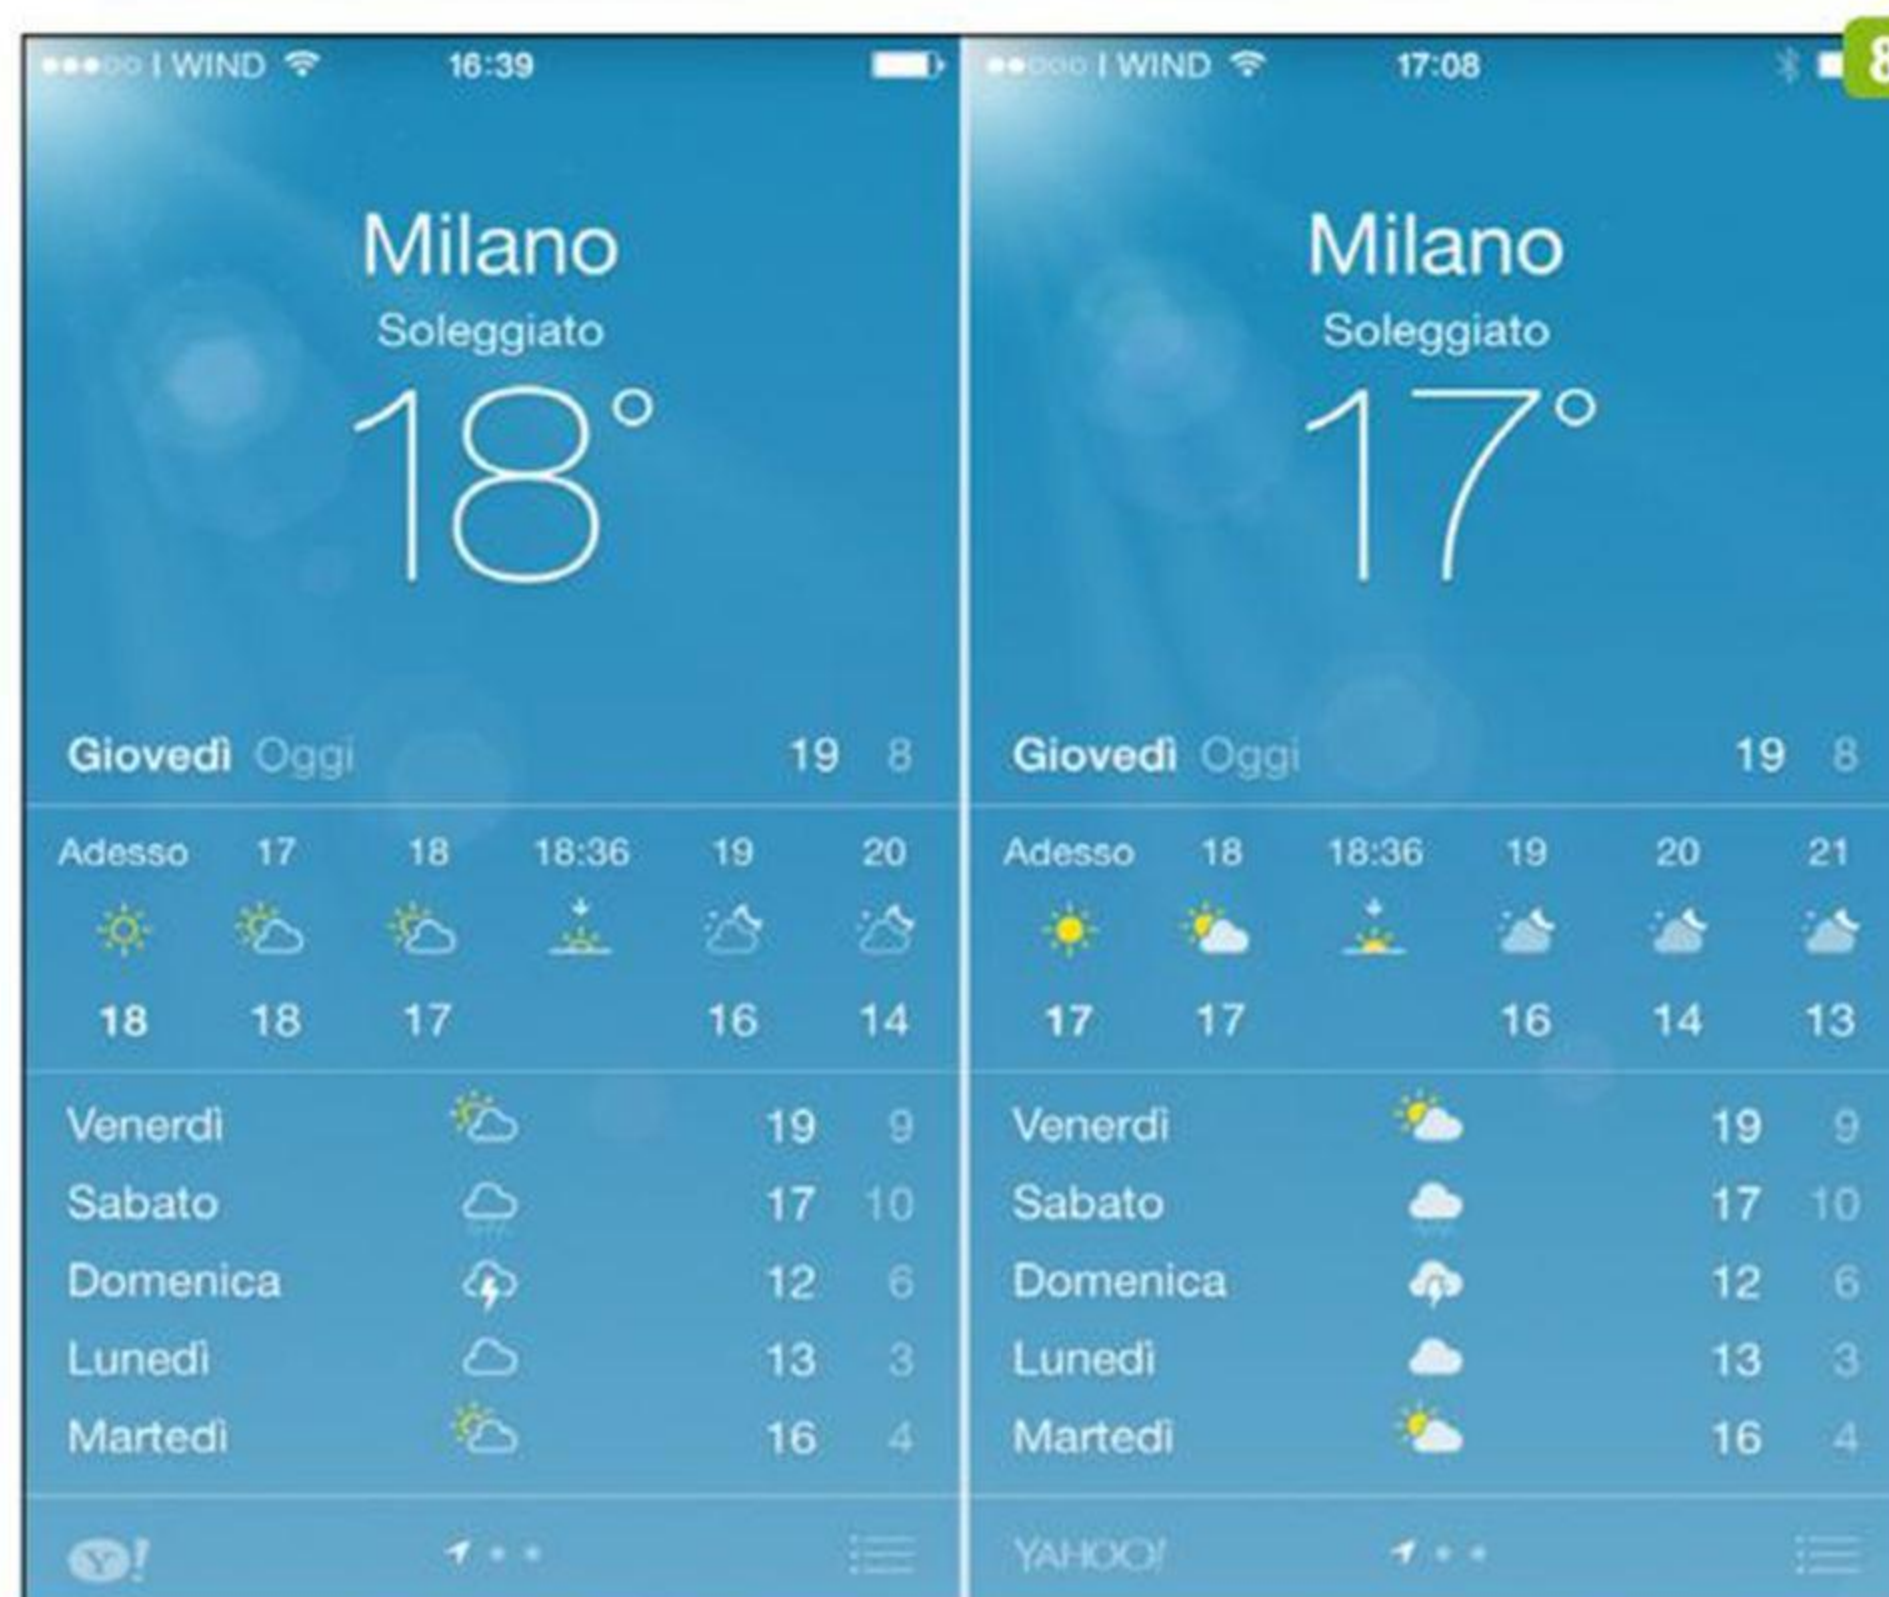 I WIND 16:39
Milano
Soleggiato
18°
Giovedì Oggi 19 8
Adesso 17 18 18:36 19 20
18 18 17 16 14
Venerdì 19 9
Sabato 17 10
Domenica 12 6
Lunedì 13 3
Martedì 16 4
Y!
I WIND 17:08
8
Milano
Soleggiato
17°
Giovedì Oggi 19 8
Adesso 18 18:36 19 20 21
17 17 16 14 13
Venerdì 19 9
Sabato 17 10
Domenica 12 6
Lunedì 13 3
Martedì 16 4
YAHOO!